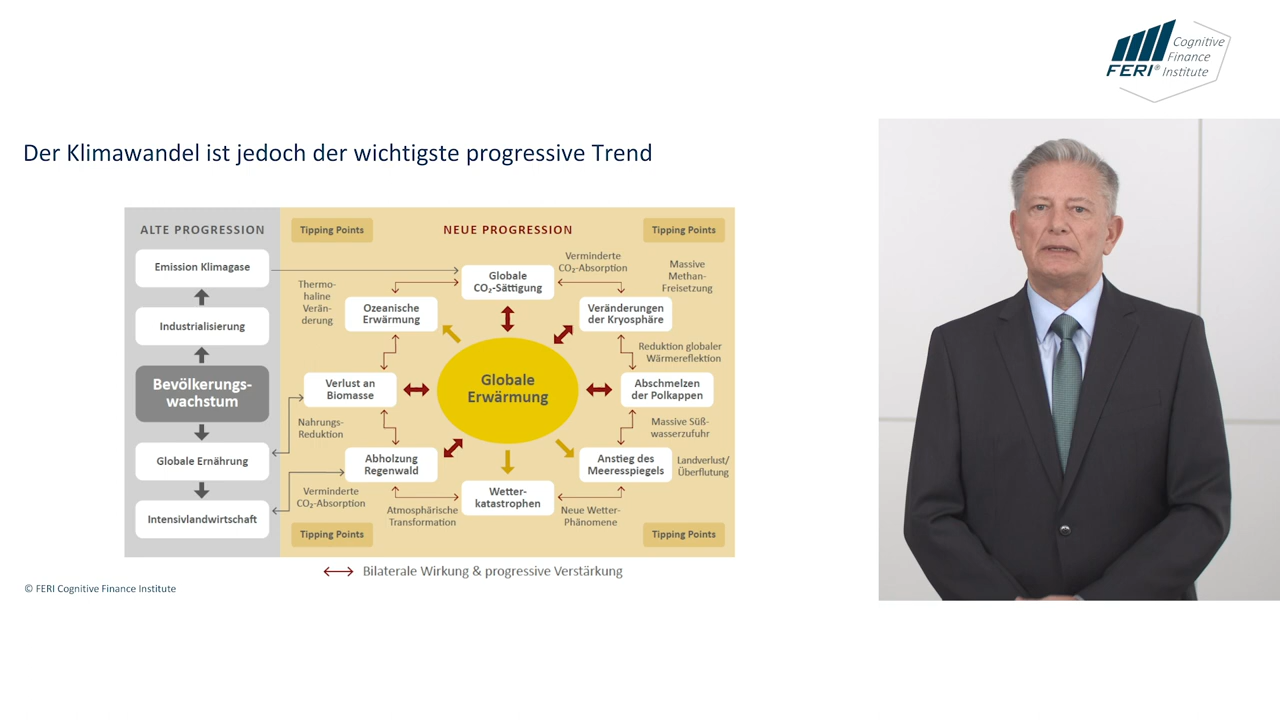 Cognitive
Finance
FERI® Institute
Der Klimawandel ist jedoch der wichtigste progressive Trend
ALTE PROGRESSION
Emission Klimagase
Industrialisierung
Bevölkerungs-
wachstum
Globale Ernährung
Intensivlandwirtschaft
Tipping Points
NEUE PROGRESSION
Tipping Points
Verminderte
CO₂-Absorption
Massive
Methan-
Freisetzung
Globale
CO₂-Sättigung
Thermo-
haline
Verän-
derung
Ozeanische
Erwärmung
Veränderungen
der Kryosphäre
Reduktion globaler
Wärmereflektion
Verlust an
Biomasse
Globale
Erwärmung
Abschmelzen
der Polkappen
Nahrungs-
Reduktion
Massive Süß-
wasserzufuhr
Abholzung
Regenwald
Anstieg des
Meeresspiegels
Landverlust/
Überflutung
Verminderte
CO₂-Absorption
Wetter-
katastrophen
Atmosphärische
Transformation
Neue Wetter-
Phänomene
Tipping Points
Tipping Points
Bilaterale Wirkung & progressive Verstärkung
© FERI Cognitive Finance Institute